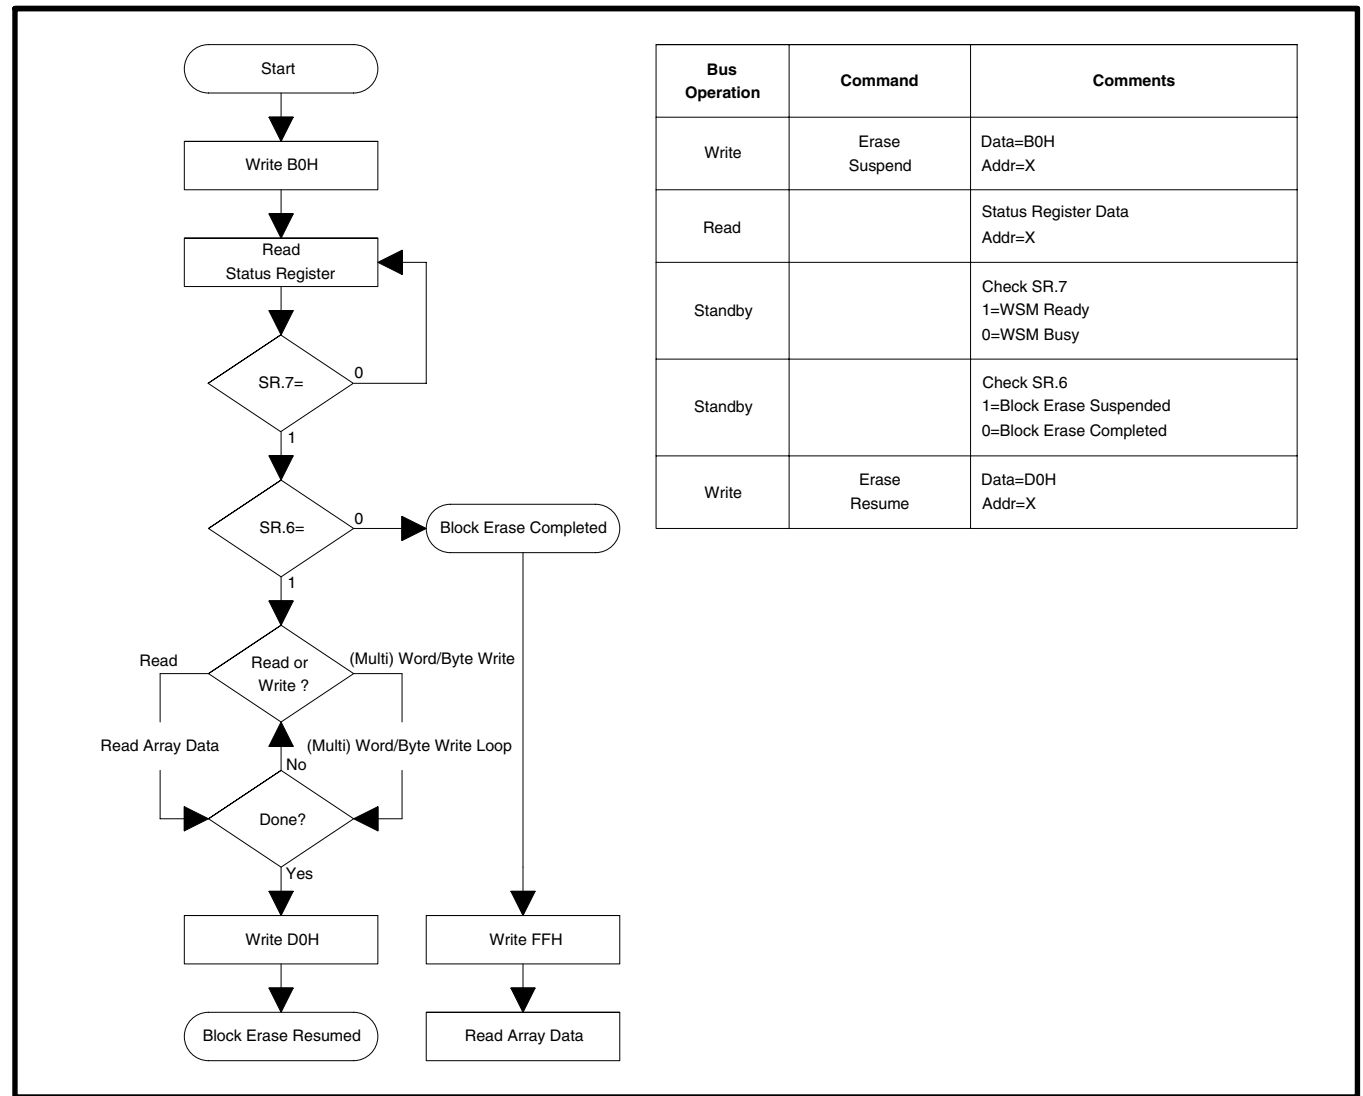 Start
Write B0H
Read
Status Register
SR.7=
0
1
SR.6=
0
Block Erase Completed
1
Read or
Write ?
Read
(Multi) Word/Byte Write
Read Array Data
(Multi) Word/Byte Write Loop
No
Done?
Yes
Write D0H
Write FFH
Block Erase Resumed
Read Array Data
Bus
Operation
Command
Comments
Write
Erase
Suspend
Data=B0H
Addr=X
Read
Status Register Data
Addr=X
Standby
Check SR.7
1=WSM Ready
0=WSM Busy
Standby
Check SR.6
1=Block Erase Suspended
0=Block Erase Completed
Write
Erase
Resume
Data=D0H
Addr=X